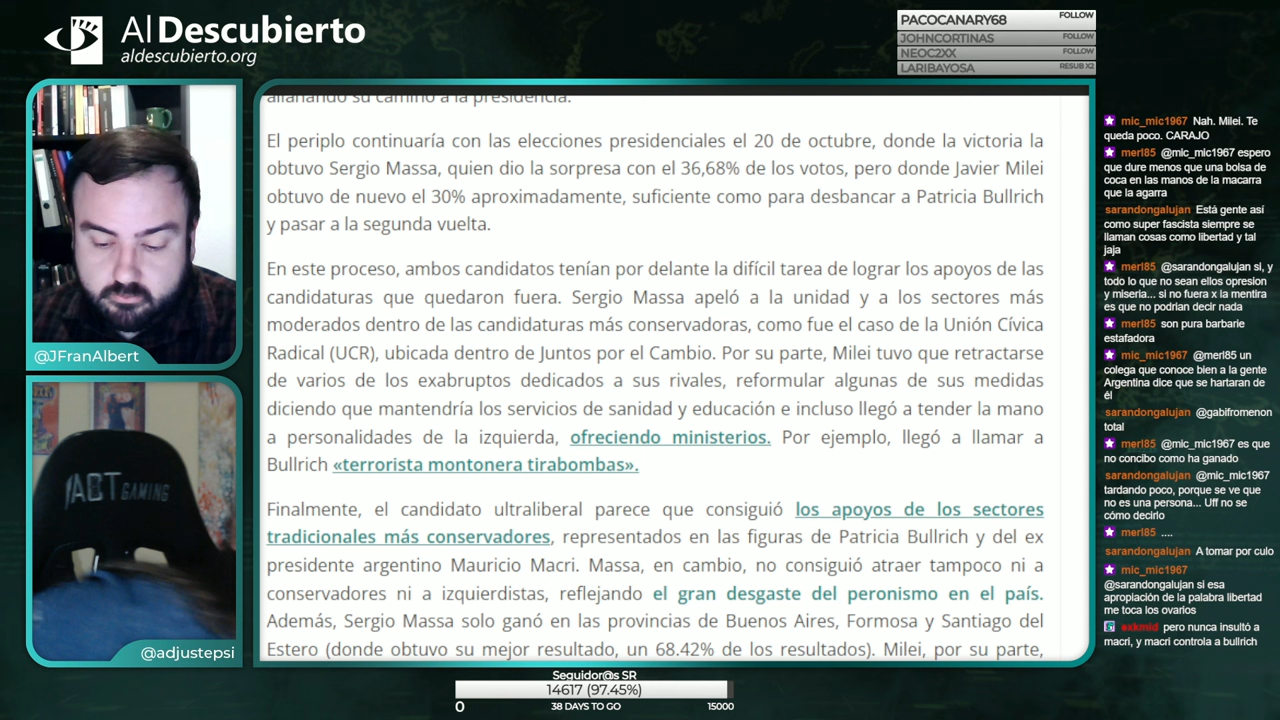 Al Descubierto
aldescubierto.org
PACOCANARY68 FOLLOW
JOHNCORTINAS FOLLOW
NEOC2XX FOLLOW
LARIBAYOSA RESUB X2
@JFranAlbert
ABT GAMING
@adjustepsi
allanando su camino a la presidencia.
El periplo continuaría con las elecciones presidenciales el 20 de octubre, donde la victoria la
obtuvo Sergio Massa, quien dio la sorpresa con el 36,68% de los votos, pero donde Javier Milei
obtuvo de nuevo el 30% aproximadamente, suficiente como para desbancar a Patricia Bullrich
y pasar a la segunda vuelta.
En este proceso, ambos candidatos tenían por delante la difícil tarea de lograr los apoyos de las
candidaturas que quedaron fuera. Sergio Massa apeló a la unidad y a los sectores más
moderados dentro de las candidaturas más conservadoras, como fue el caso de la Unión Cívica
Radical (UCR), ubicada dentro de Juntos por el Cambio. Por su parte, Milei tuvo que retractarse
de varios de los exabruptos dedicados a sus rivales, reformular algunas de sus medidas
diciendo que mantendría los servicios de sanidad y educación e incluso llegó a tender la mano
a personalidades de la izquierda, ofreciendo ministerios. Por ejemplo, llegó a llamar a
Bullrich «terrorista montonera tirabombas».
Finalmente, el candidato ultraliberal parece que consiguió los apoyos de los sectores
tradicionales más conservadores, representados en las figuras de Patricia Bullrich y del ex
presidente argentino Mauricio Macri. Massa, en cambio, no consiguió atraer tampoco ni a
conservadores ni a izquierdistas, reflejando el gran desgaste del peronismo en el país.
Además, Sergio Massa solo ganó en las provincias de Buenos Aires, Formosa y Santiago del
Estero (donde obtuvo su mejor resultado, un 68.42% de los resultados). Milei, por su parte,
mic_mic1967 Nah. Milei. Te
queda poco. CARAJO
merl85 @mic_mic1967 espero
que dure menos que una bolsa de
coca en las manos de la macarra
que la agarra
sarandongalujan Está gente así
como super fascista siempre se
llaman cosas como libertad y tal
jaja
merl85 @sarandongalujan si, y
todo lo que no sean ellos opresion
y miseria... si no fuera x la mentira
es que no podrian decir nada
merl85 son pura barbarie
estafadora
mic_mic1967 @merl85 un
colega que conoce bien a la gente
Argentina dice que se hartaran de
él
sarandongalujan @gabifromenon
total
merl85 @mic_mic1967 es que
no concibo como ha ganado
sarandongalujan @mic_mic1967
tardando poco, porque se ve que
no es una persona... Uff no se
cómo decirlo
merl85 ....
sarandongalujan A tomar por culo
mic_mic1967
@sarandongalujan si esa
apropiación de la palabra libertad
me toca los ovarios
pero nunca insultó a
macri, y macri controla a bullrich
Seguidor@s SR
14617 (97.45%)
0 38 DAYS TO GO 15000